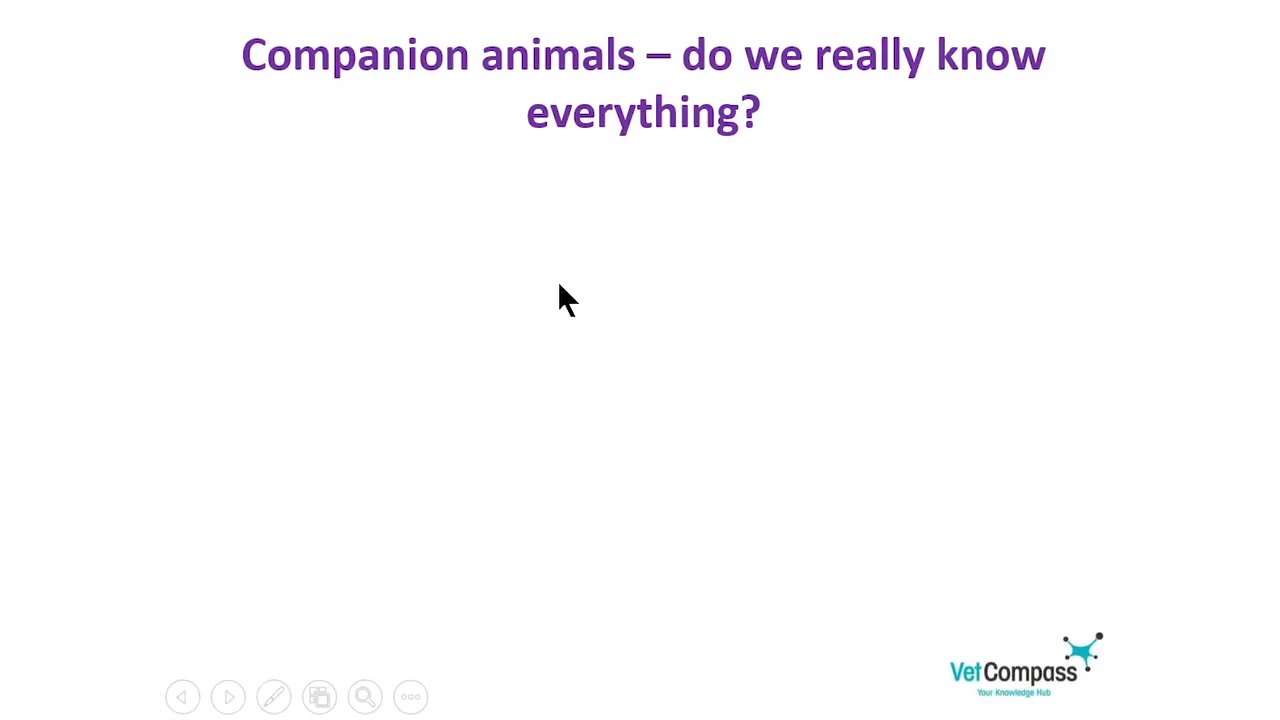 Companion animals – do we really know
everything?
VetCompass
Your Knowledge Hub